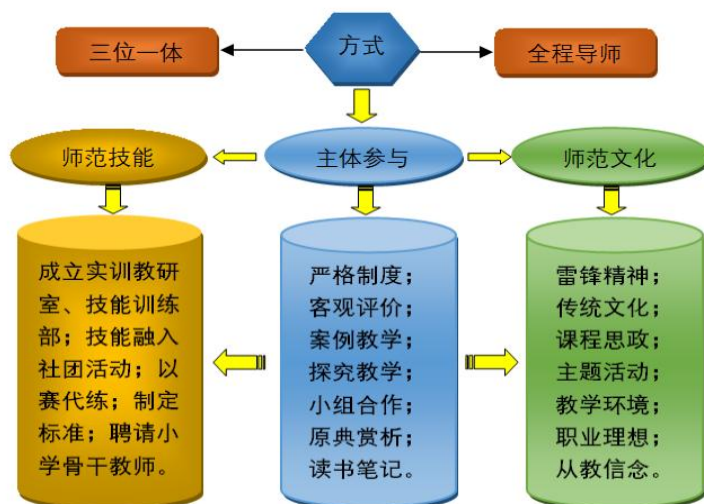 方式
三位一体
全程导师
师范技能
主体参与
师范文化
成立实训教研
室、技能训练
部；技能融入
社团活动；以
赛代练；制定
标准；聘请小
学骨干教师。
严格制度；
客观评价；
案例教学；
探究教学；
小组合作；
原典赏析；
读书笔记。
雷锋精神；
传统文化；
课程思政；
主题活动；
教学环境；
职业理想；
从教信念。